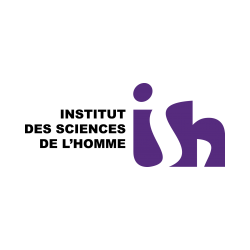 INSTITUT
DES SCIENCES
DE L'HOMME
ish